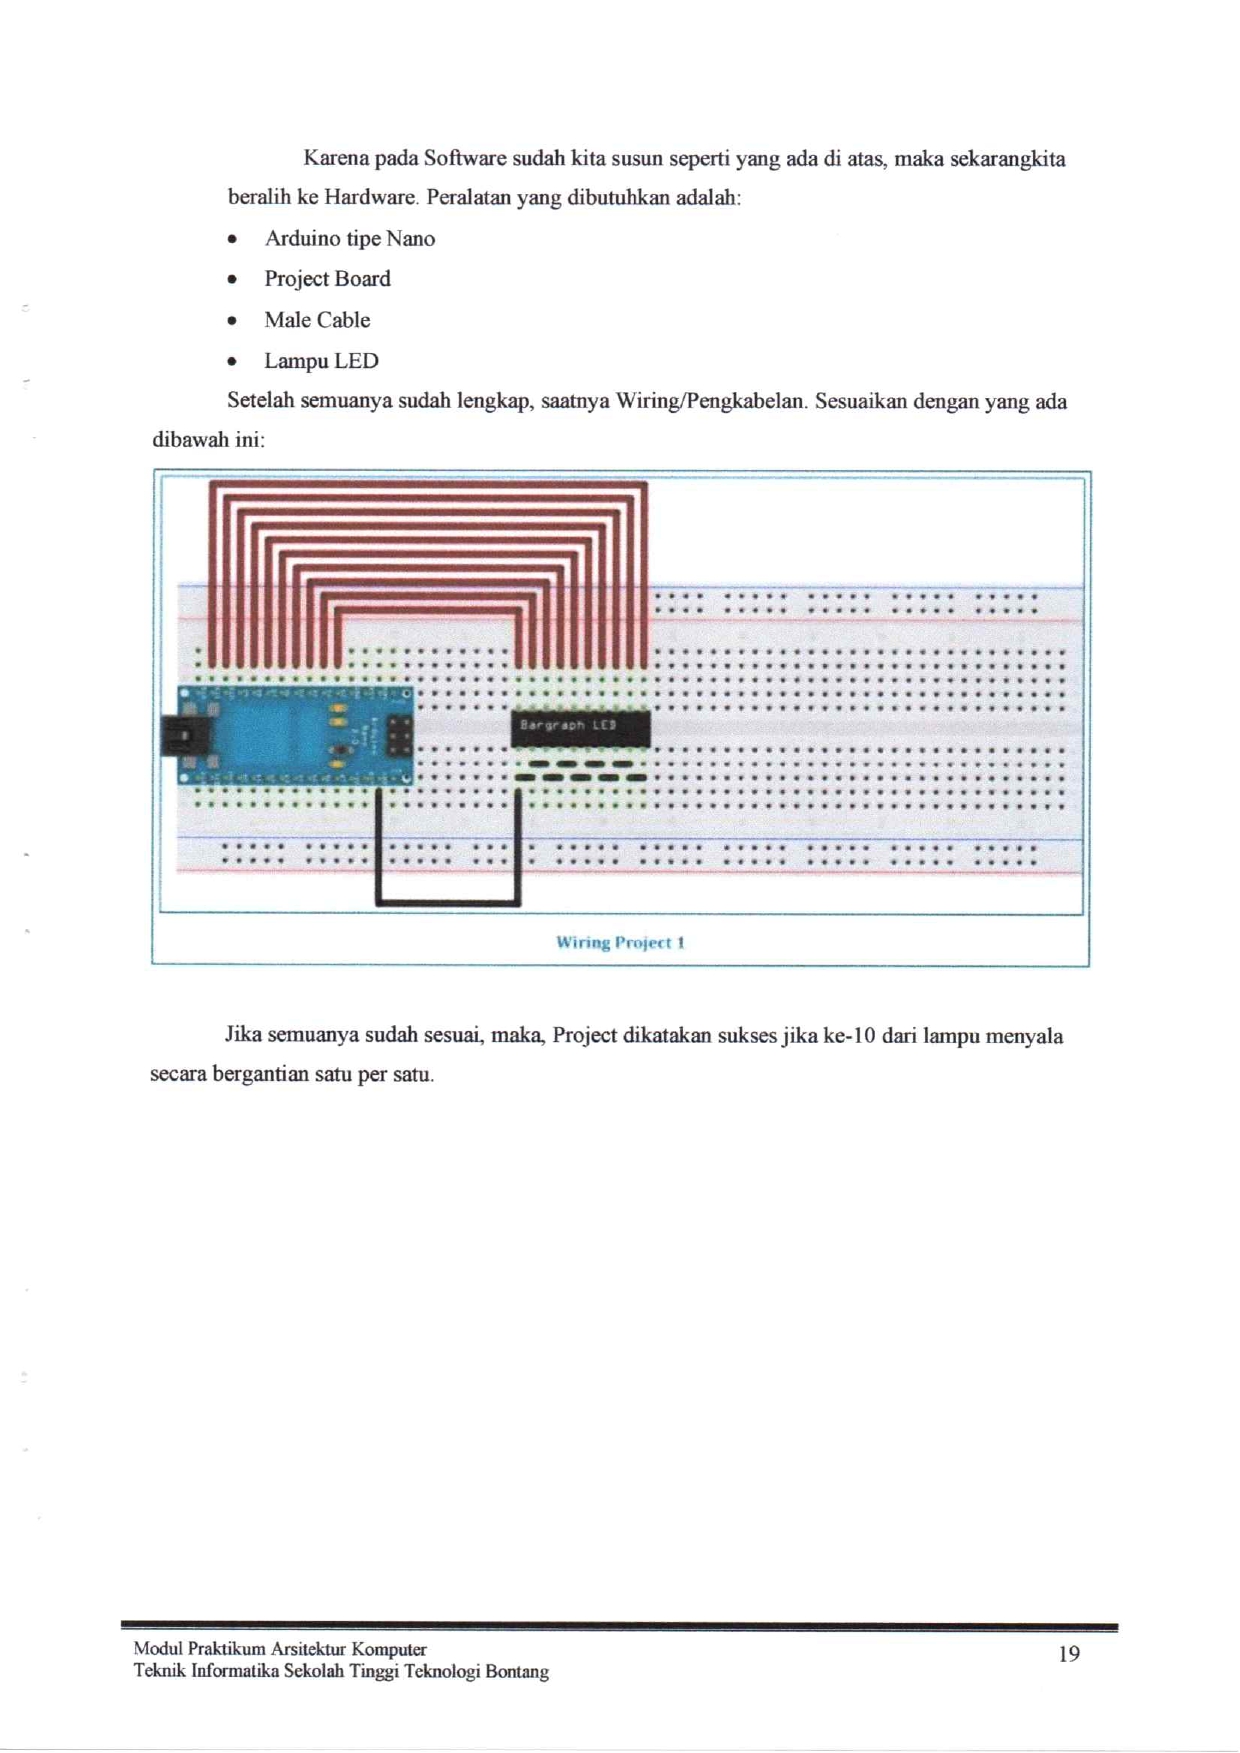 Karena pada Software sudah kita susun seperti yang ada di atas, maka sekarangkita
beralih ke Hardware. Peralatan yang dibutuhkan adalah:
• Arduino tipe Nano
• Project Board
• Male Cable
• Lampu LED
Setelah semuanya sudah lengkap, saatnya Wiring/Pengkabelan. Sesuaikan dengan yang ada
dibawah ini:
Bargraph LED
Wiring Project 1
Jika semuanya sudah sesuai, maka, Project dikatakan sukses jika ke-10 dari lampu menyala
secara bergantian satu per satu.
Modul Praktikum Arsitektur Komputer
19
Teknik Informatika Sekolah Tinggi Teknologi Bontang